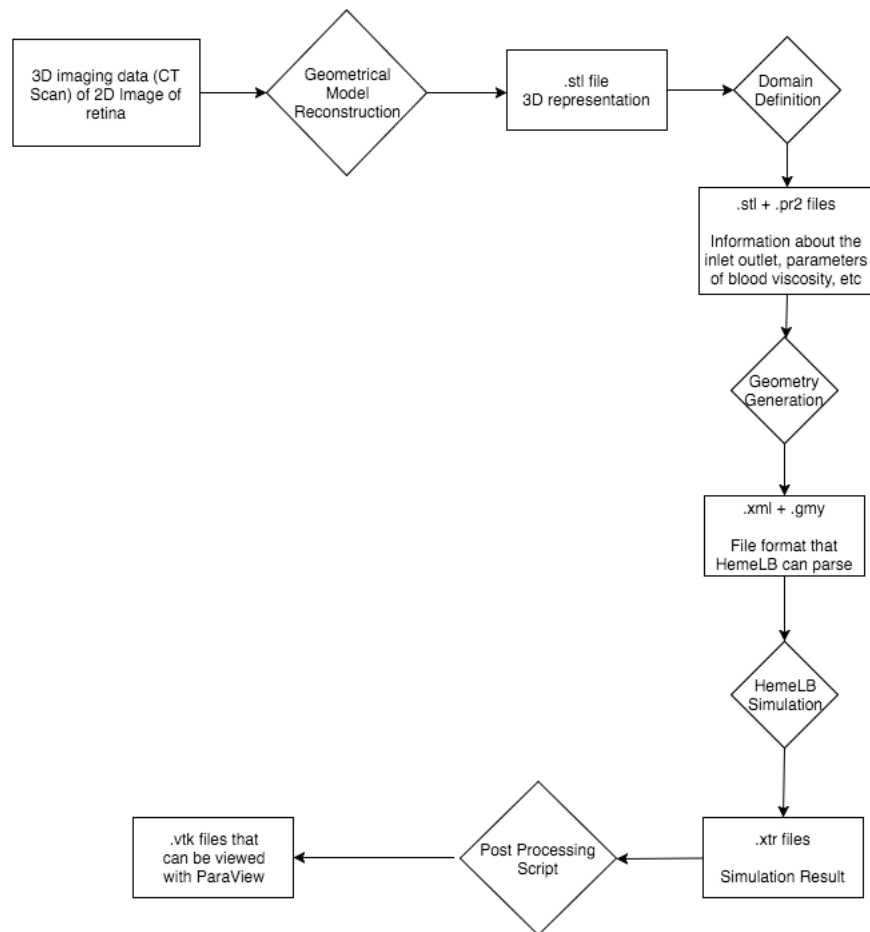 3D imaging data (CT
Scan) of 2D Image of
retina
Geometrical
Model
Reconstruction
.stl file
3D representation
Domain
Definition
.stl + .pr2 files
Information about the
inlet outlet, parameters
of blood viscosity, etc
Geometry
Generation
.xml + .gmy
File format that
HemeLB can parse
HemeLB
Simulation
.xtr files
Simulation Result
Post Processing
Script
.vtk files that
can be viewed
with ParaView